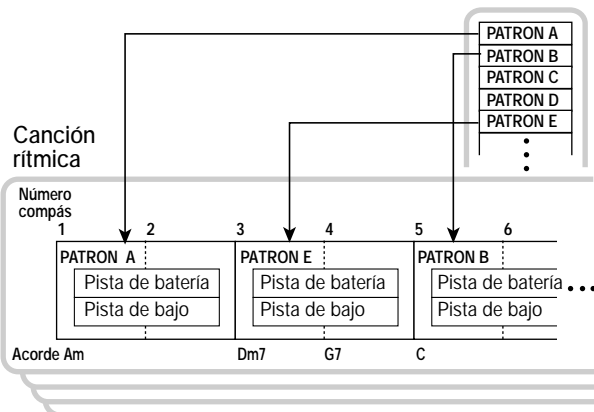 PATRON A
PATRON B
PATRON C
PATRON D
PATRON E
Canción
rítmica
Número
compás
1 2 3 4 5 6
PATRON A PATRON E PATRON B
Pista de batería Pista de batería Pista de batería
Pista de bajo Pista de bajo Pista de bajo
Acorde Am Dm7 G7 C